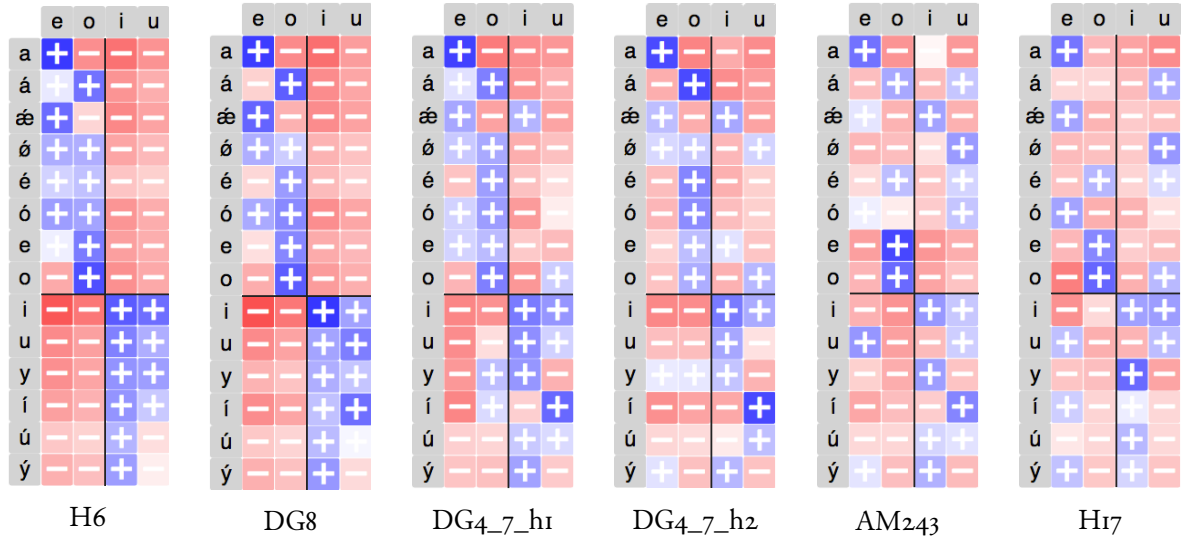 e o i u e o i u e o i u e o i u e o i u e o i u
a + − − − a + − − − a + − − − a + − − − a + − − a + − − −
á + + − − á − + − − á + + − − á − + − − á − + − + á − − − +
ǽ + − − − ǽ + − − − ǽ + − + − ǽ + − + − ǽ + − + − ǽ + − − −
ǿ + + − − ǿ + + − − ǿ + + − − ǿ + + − + ǿ − − − + ǿ − − − +
é + + − − é − + − − é − + − − é − + − − é − + − + é − + − +
ó + + − − ó + + − − ó + + − − ó − + − − ó + − − + ó + − − −
e + + − − e − + − − e + + − − e − + + − e − + − − e − + − −
o − + − − o − + − − o − + − + o − + − + o − + − − o − + − +
i − − + + i − − + + i − − + + i − − + + i − − + + i − − + +
u − − + + u − − + + u − − + + u − − + − u + − − + u + − − +
y − − + + y − − + + y − + + − y + + + − y − − + − y − − + −
í − − + + í − − + + í − + − + í − − − + í − − − + í + − + −
ú − − + − ú − − + + ú − − + + ú − − − + ú − − + + ú − − + −
ý − − + − ý − − + − ý − − + − ý + − + − ý + − + + ý + − + −
H6 DG8 DG4_7_h1 DG4_7_h2 AM243 H17